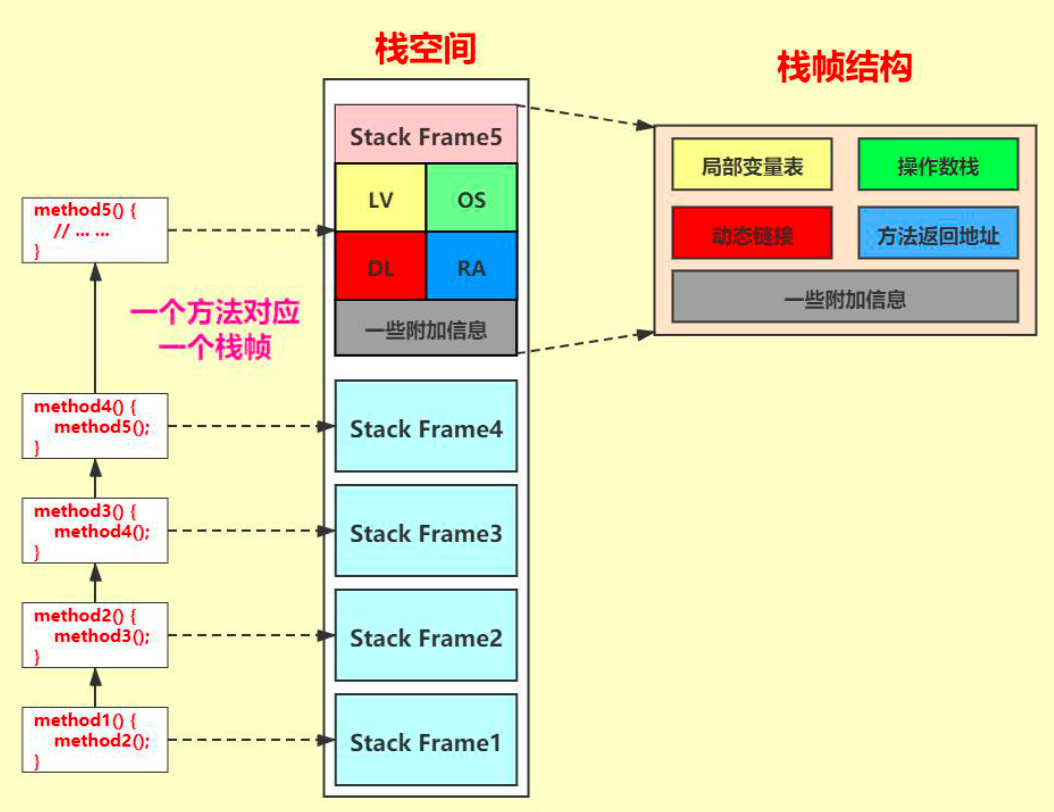 栈空间
栈帧结构
Stack Frame5
LV
OS
DL
RA
一些附加信息
局部变量表
操作数栈
动态链接
方法返回地址
一些附加信息
method5() {
// ... ...
}
一个方法对应
一个栈帧
method4() {
method5();
}
Stack Frame4
method3() {
method4();
}
Stack Frame3
method2() {
method3();
}
Stack Frame2
method1() {
method2();
}
Stack Frame1